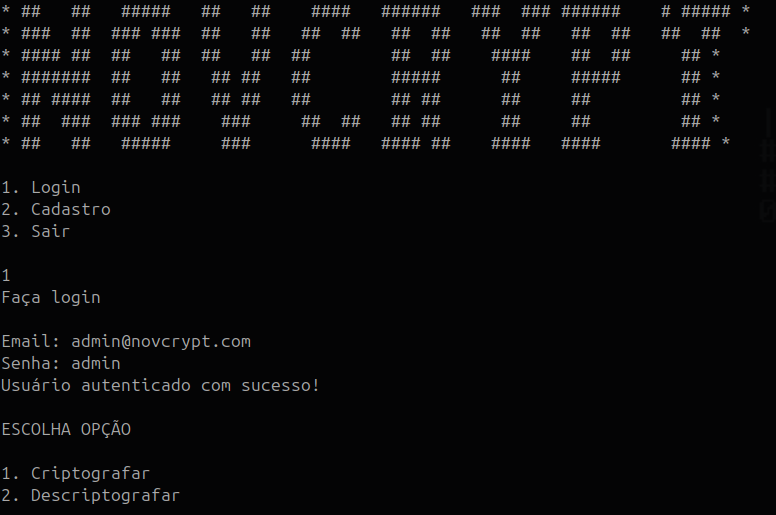 * ##   ##   #####   ##   ##    ####   ######   ###  ### ######    # ##### *
* ###  ##  ### ###  ##   ##   ##  ##   ##  ##   ##  ##   ##  ##   ##  ##  *
* #### ##  ##   ##  ##   ##  ##        ##  ##    ####    ##  ##     ## *
* #######  ##   ##   ## ##   ##        #####      ##     #####      ## *
* ## ####  ##   ##   ## ##   ##        ## ##      ##     ##         ## *
* ##  ###  ### ###    ###     ##  ##   ## ##      ##     ##         ## *
* ##   ##   #####     ###      ####   #### ##    ####   ####       #### *
1. Login
2. Cadastro
3. Sair
1
Faça login
Email: admin@novcrypt.com
Senha: admin
Usuário autenticado com sucesso!
ESCOLHA OPÇÃO
1. Criptografar
2. Descriptografar